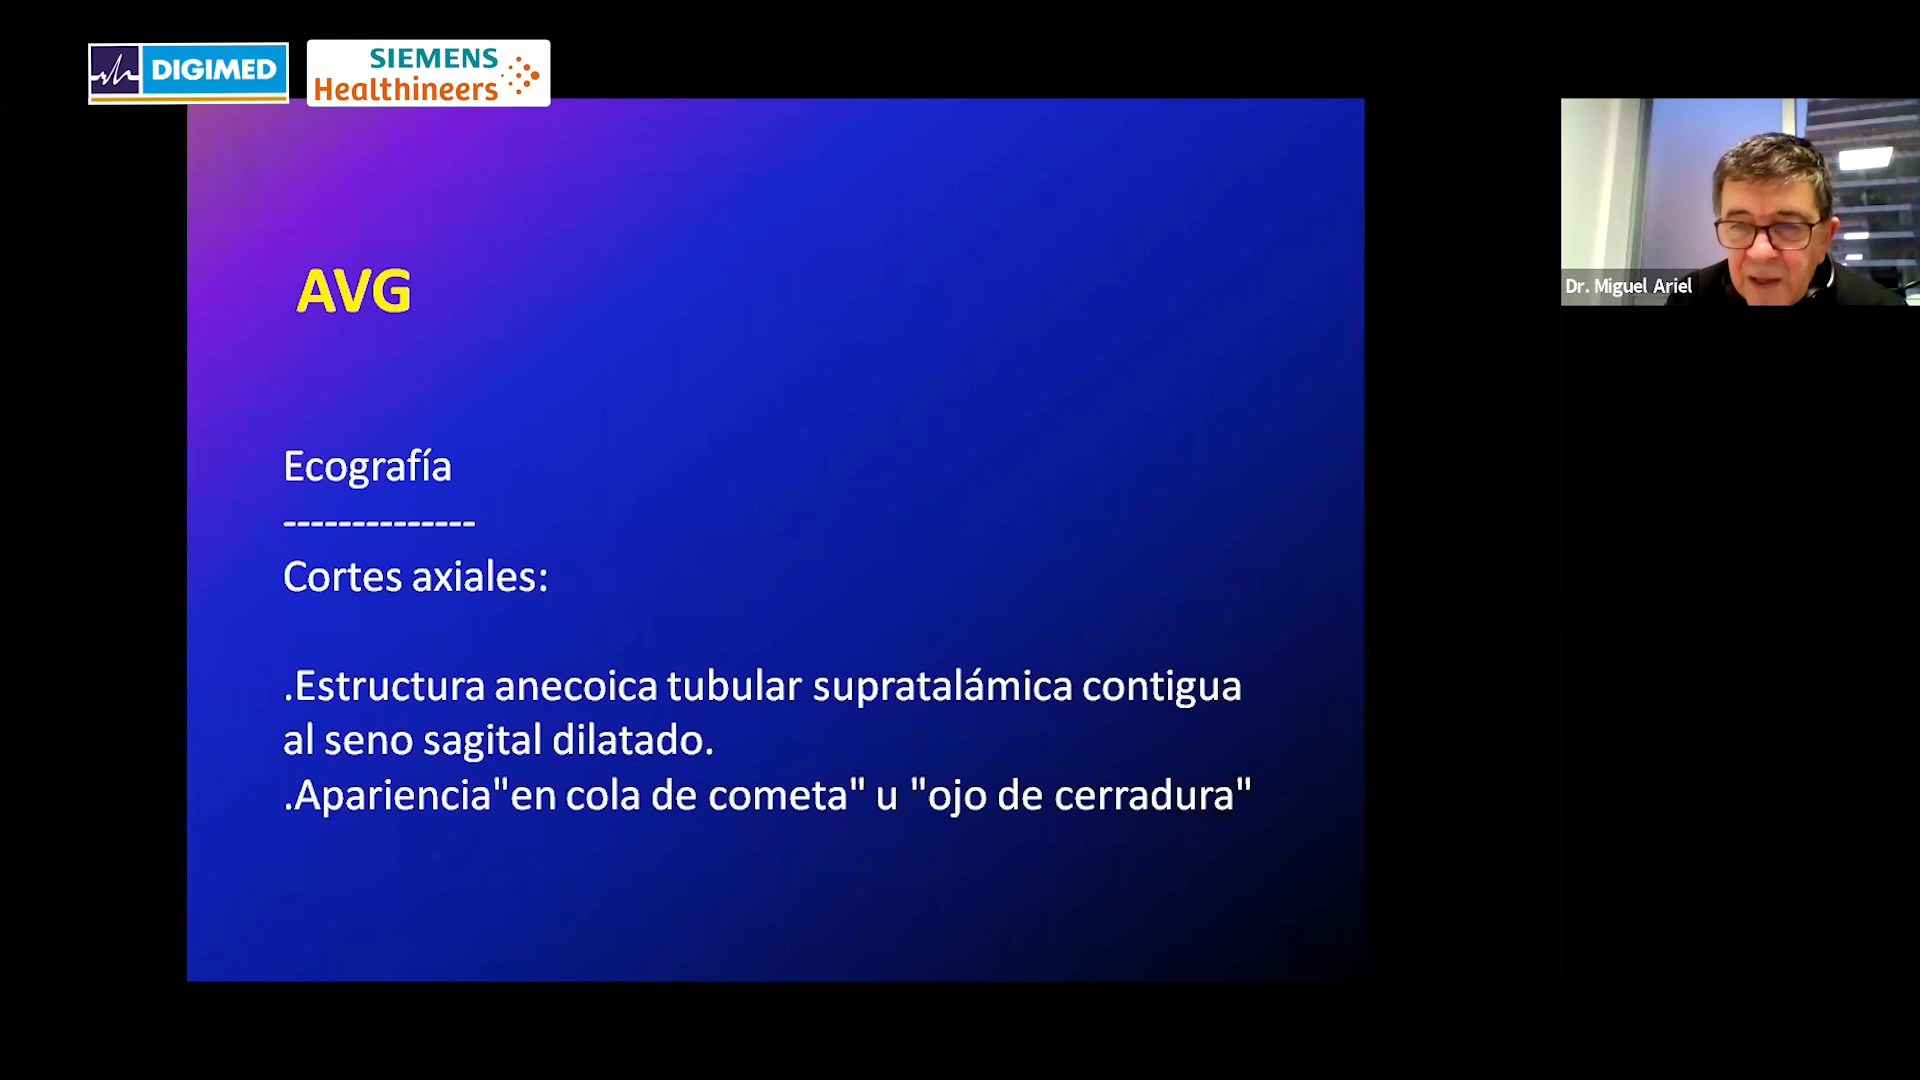 DIGIMED
SIEMENS
Healthineers
AVG
Ecografía
--------------
Cortes axiales:
.Estructura anecoica tubular supratalámica contigua
al seno sagital dilatado.
.Apariencia"en cola de cometa" u "ojo de cerradura"
Dr. Miguel Ariel